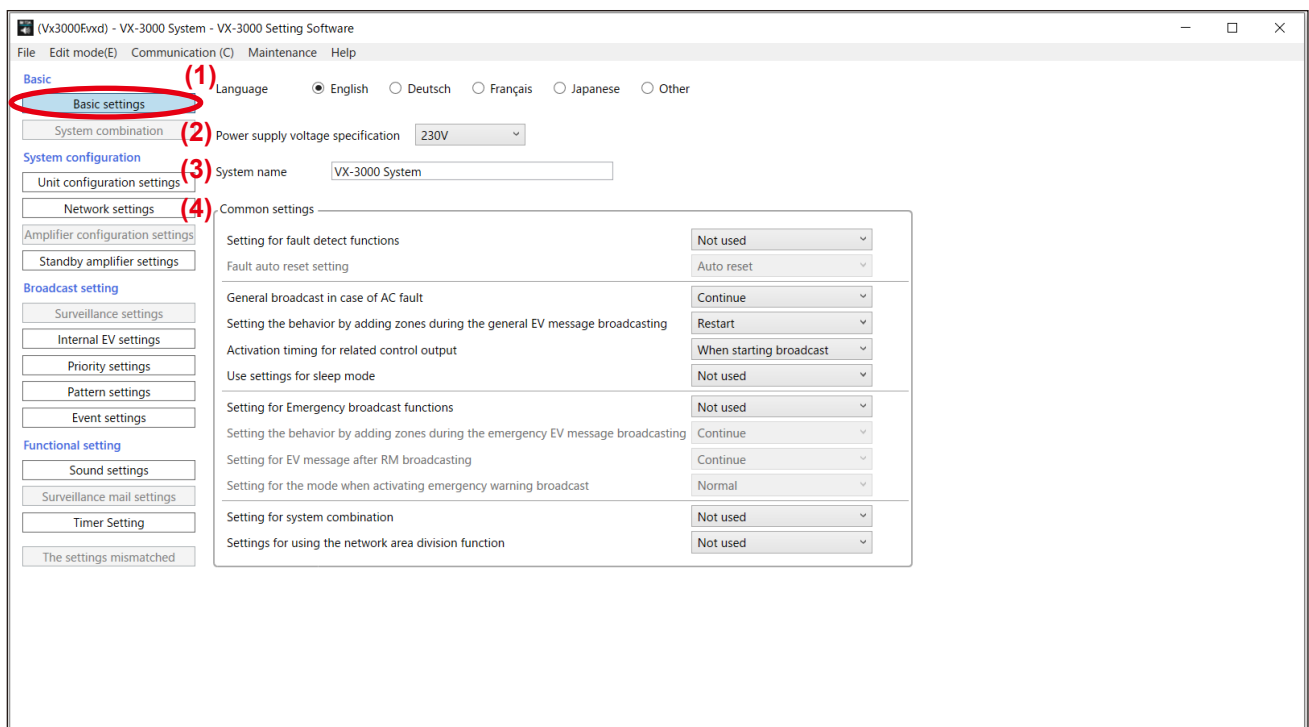 (Vx3000F.vxd) - VX-3000 System - VX-3000 Setting Software
File Edit mode(E) Communication (C) Maintenance Help
Basic
(1)
Language English Deutsch Français Japanese Other
Basic settings
System combination
(2) Power supply voltage specification 230V
System configuration
(3) System name VX-3000 System
Unit configuration settings
Network settings
(4) Common settings
Amplifier configuration settings
Setting for fault detect functions Not used
Standby amplifier settings
Fault auto reset setting Auto reset
Broadcast setting
General broadcast in case of AC fault Continue
Surveillance settings
Setting the behavior by adding zones during the general EV message broadcasting Restart
Internal EV settings
Activation timing for related control output When starting broadcast
Priority settings
Use settings for sleep mode Not used
Pattern settings
Setting for Emergency broadcast functions Not used
Event settings
Setting the behavior by adding zones during the emergency EV message broadcasting Continue
Functional setting
Setting for EV message after RM broadcasting Continue
Sound settings
Setting for the mode when activating emergency warning broadcast Normal
Surveillance mail settings
Setting for system combination Not used
Timer Setting
Settings for using the network area division function Not used
The settings mismatched